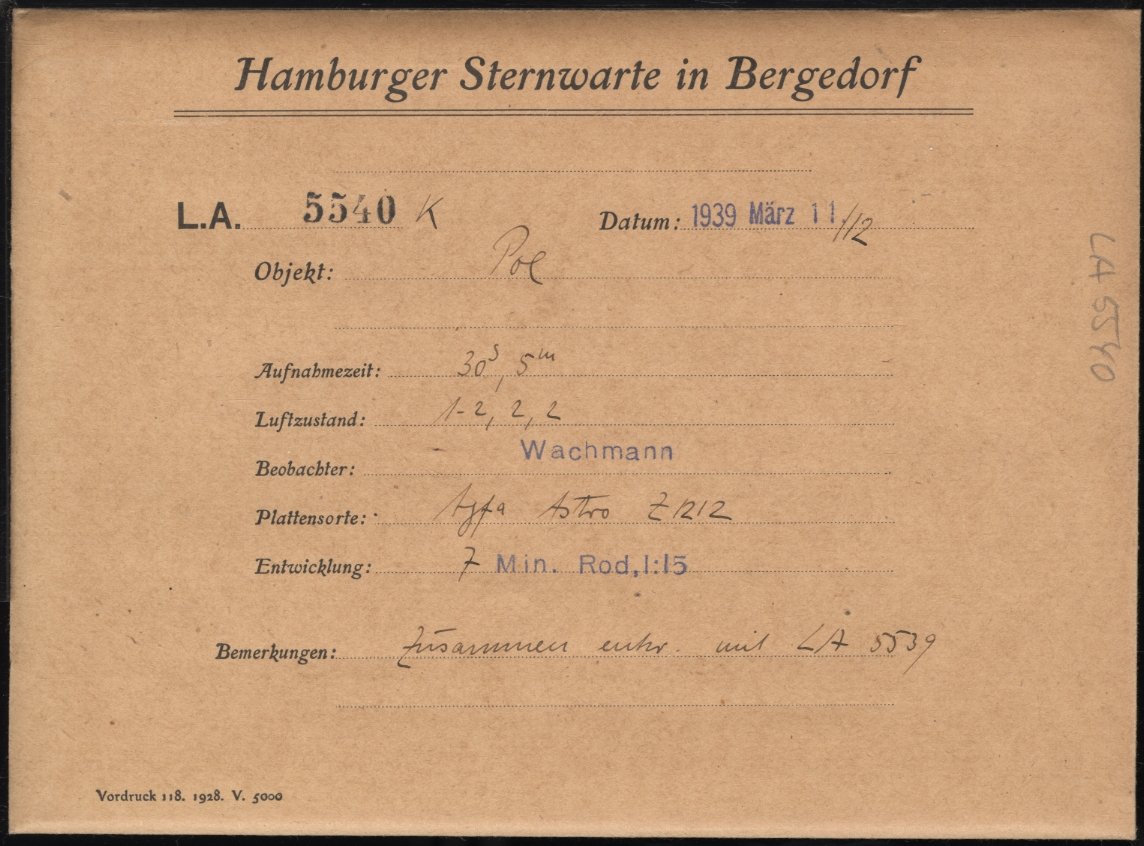 Hamburger Sternwarte in Bergedorf
L.A. 5540 K Datum: 1939 März 11./12
Objekt: Pol
Aufnahmezeit: 30s, 5m
Luftzustand: 1-2, 2, 2
Beobachter: Wachmann
Plattensorte: Agfa Astro Z 1212
Entwicklung: 7 Min. Rod, 1:15
Bemerkungen: Zusammen entw. mit LA 5539
Vordruck 118. 1928. V. 5000
LA 5540